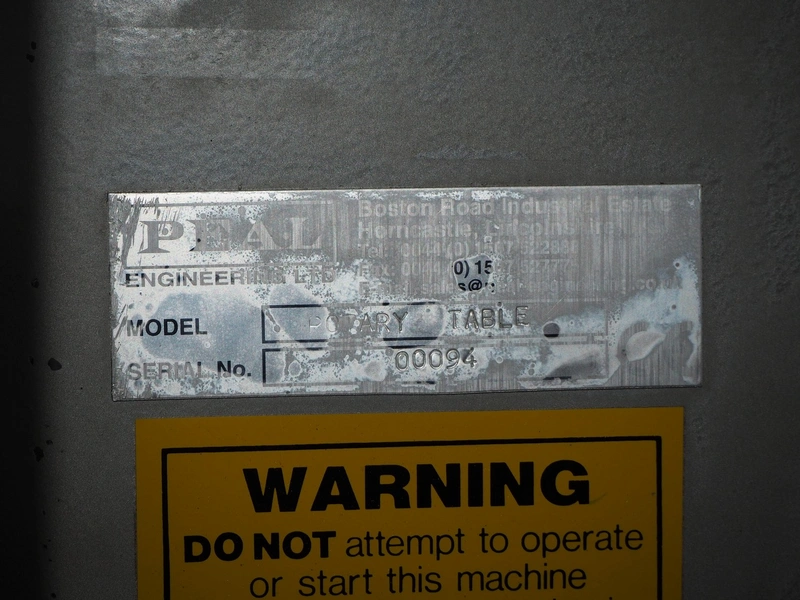 PEAL
ENGINEERING LTD
Boston Road Industrial Estate
Horncastle, Lincolnshire
MODEL ROTARY TABLE
SERIAL No. 00094
WARNING
DO NOT attempt to operate
or start this machine